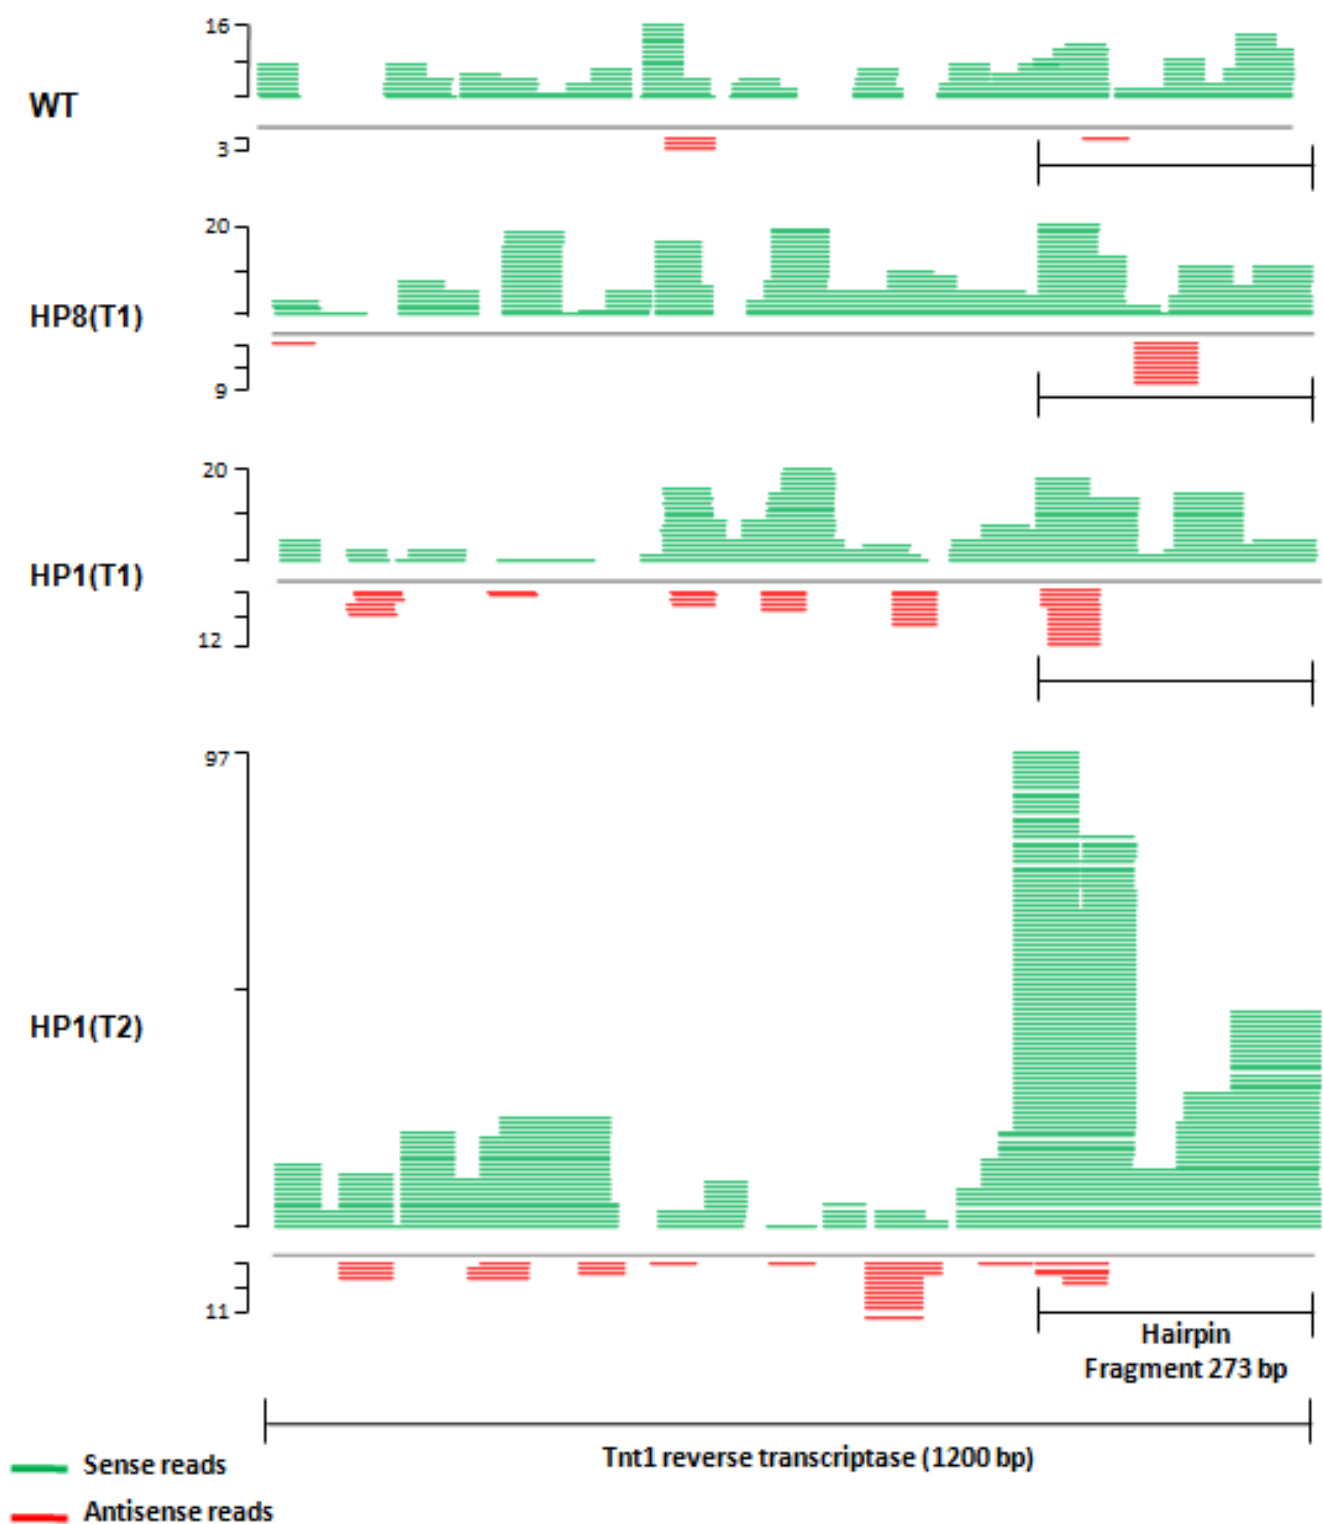 16
WT
3
20
HP8(T1)
9
20
HP1(T1)
12
97
HP1(T2)
11
Hairpin
Fragment 273 bp
Tnt1 reverse transcriptase (1200 bp)
Sense reads
Antisense reads